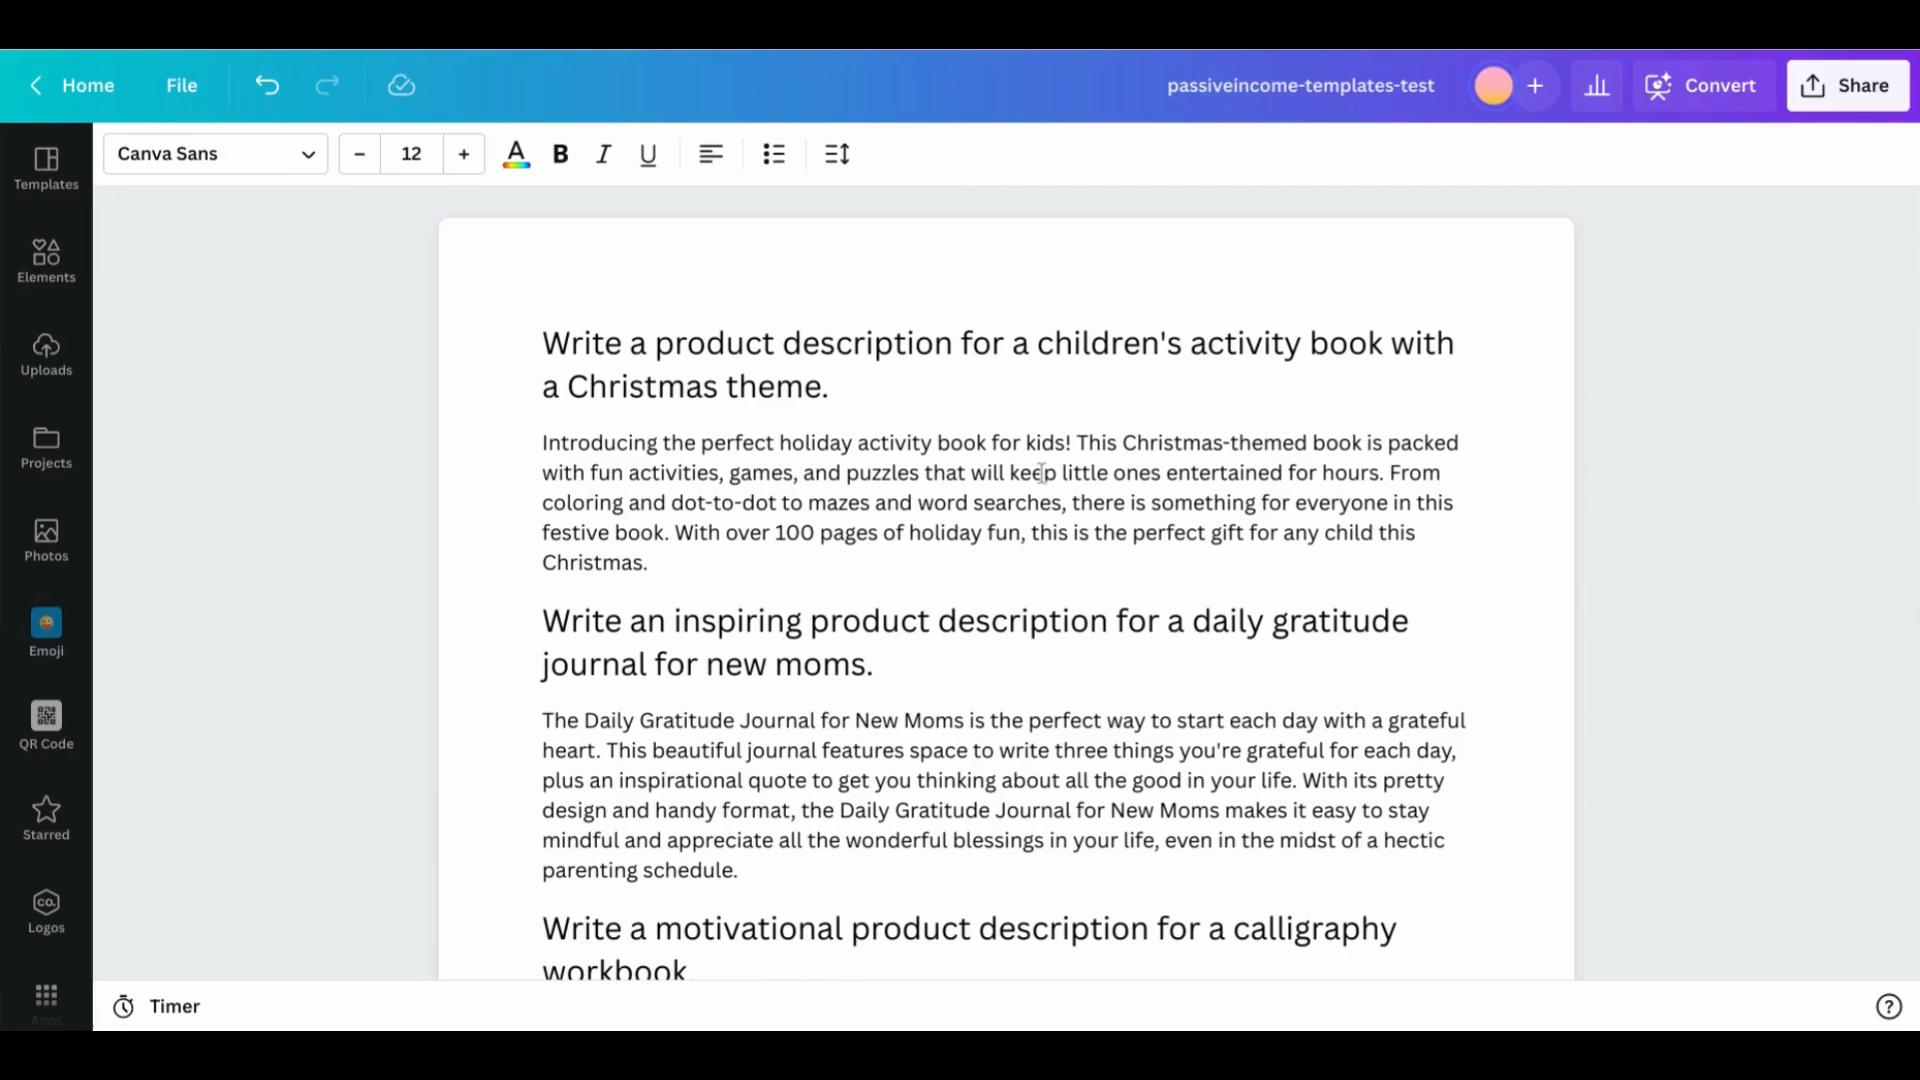 Home
File
passiveincome-templates-test
Convert
Share
Canva Sans
12
Templates
Elements
Uploads
Projects
Photos
Emoji
QR Code
Starred
CO.
Logos
Apps
Write a product description for a children's activity book with
a Christmas theme.
Introducing the perfect holiday activity book for kids! This Christmas-themed book is packed
with fun activities, games, and puzzles that will keep little ones entertained for hours. From
coloring and dot-to-dot to mazes and word searches, there is something for everyone in this
festive book. With over 100 pages of holiday fun, this is the perfect gift for any child this
Christmas.
Write an inspiring product description for a daily gratitude
journal for new moms.
The Daily Gratitude Journal for New Moms is the perfect way to start each day with a grateful
heart. This beautiful journal features space to write three things you're grateful for each day,
plus an inspirational quote to get you thinking about all the good in your life. With its pretty
design and handy format, the Daily Gratitude Journal for New Moms makes it easy to stay
mindful and appreciate all the wonderful blessings in your life, even in the midst of a hectic
parenting schedule.
Write a motivational product description for a calligraphy
workbook.
Timer